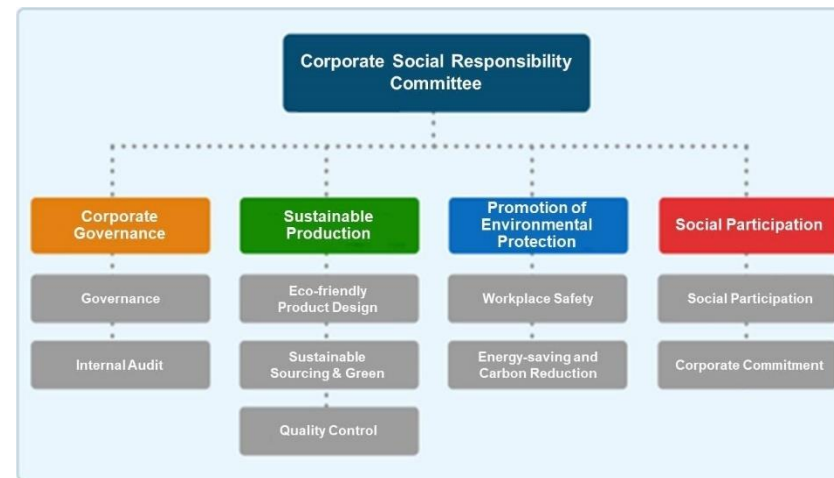 Corporate Social Responsibility
Committee
Corporate
Governance
Sustainable
Production
Promotion of
Environmental
Protection
Social Participation
Governance
Eco-friendly
Product Design
Workplace Safety
Social Participation
Internal Audit
Sustainable
Sourcing & Green
Energy-saving and
Carbon Reduction
Corporate Commitment
Quality Control